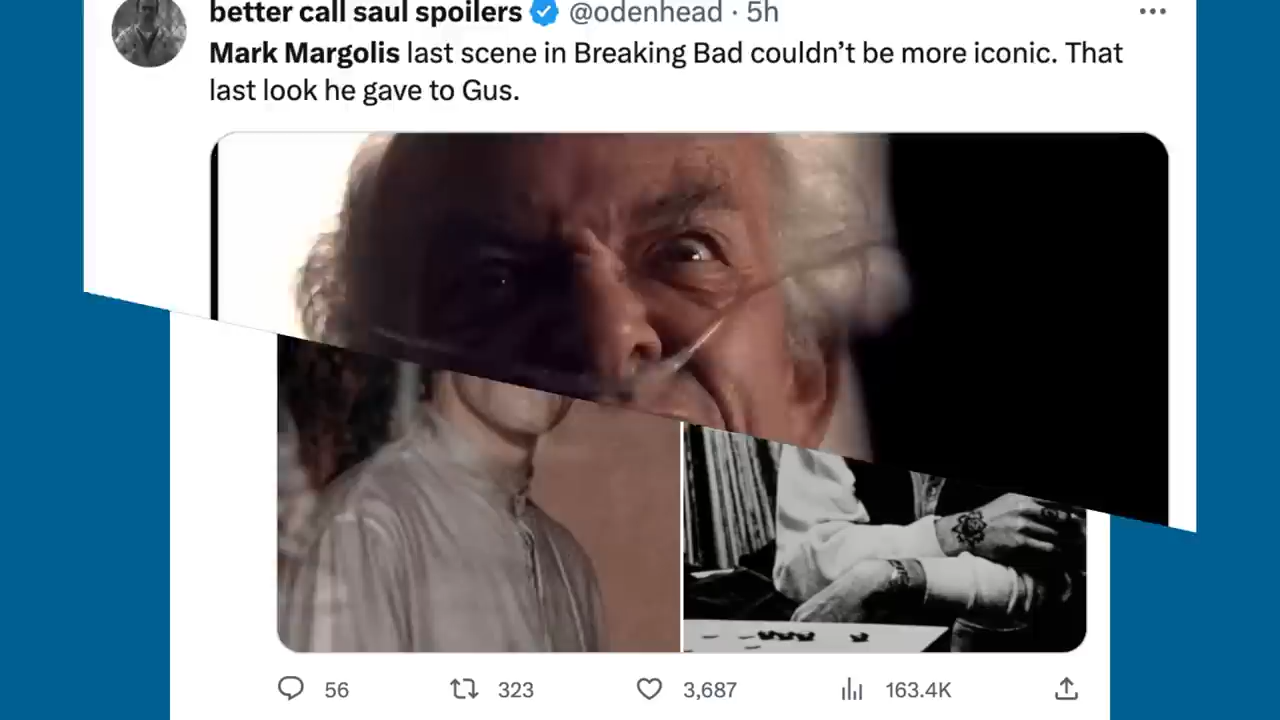 better call saul spoilers @odenhead · 5h
Mark Margolis last scene in Breaking Bad couldn’t be more iconic. That
last look he gave to Gus.
56 323 3,687 163.4K